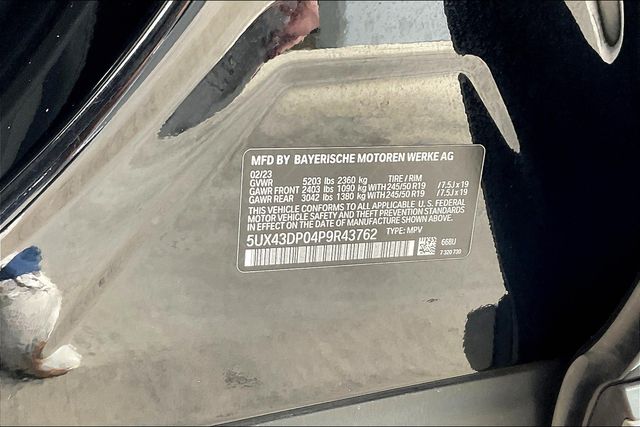 MFD BY BAYERISCHE MOTOREN WERKE AG
02/23
GVWR 5203 lbs 2360 kg TIRE / RIM
GAWR FRONT 2403 lbs 1090 kg WITH 245/50 R19 /7.5J x 19
GAWR REAR 3042 lbs 1380 kg WITH 245/50 R19 /7.5J x 19
THIS VEHICLE CONFORMS TO ALL APPLICABLE U. S. FEDERAL
MOTOR VEHICLE SAFETY AND THEFT PREVENTION STANDARDS
IN EFFECT ON THE DATE OF MANUFACTURE SHOWN ABOVE.
5UX43DP04P9R43762 TYPE: MPV
668U
7 320 730